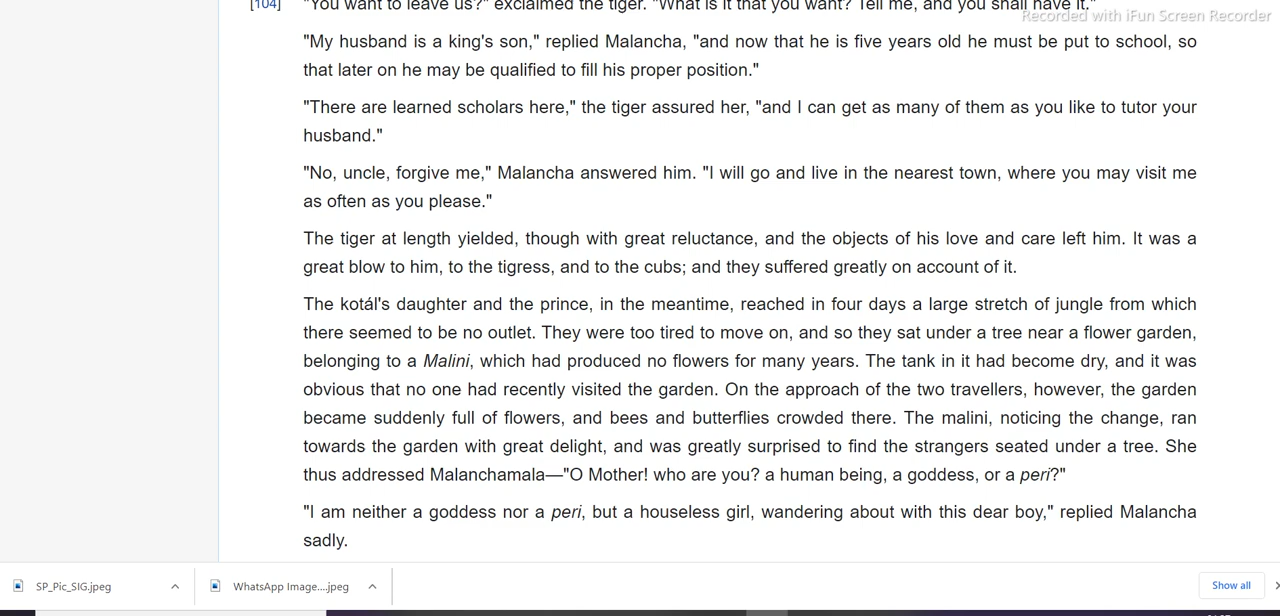 [104] "You want to leave us?" exclaimed the tiger. "What is it that you want? Tell me, and you shall have it."
Recorded with iFun Screen Recorder
"My husband is a king's son," replied Malancha, "and now that he is five years old he must be put to school, so
that later on he may be qualified to fill his proper position."
"There are learned scholars here," the tiger assured her, "and I can get as many of them as you like to tutor your
husband."
"No, uncle, forgive me," Malancha answered him. "I will go and live in the nearest town, where you may visit me
as often as you please."
The tiger at length yielded, though with great reluctance, and the objects of his love and care left him. It was a
great blow to him, to the tigress, and to the cubs; and they suffered greatly on account of it.
The kotál's daughter and the prince, in the meantime, reached in four days a large stretch of jungle from which
there seemed to be no outlet. They were too tired to move on, and so they sat under a tree near a flower garden,
belonging to a Malini, which had produced no flowers for many years. The tank in it had become dry, and it was
obvious that no one had recently visited the garden. On the approach of the two travellers, however, the garden
became suddenly full of flowers, and bees and butterflies crowded there. The malini, noticing the change, ran
towards the garden with great delight, and was greatly surprised to find the strangers seated under a tree. She
thus addressed Malanchamala—"O Mother! who are you? a human being, a goddess, or a peri?"
"I am neither a goddess nor a peri, but a houseless girl, wandering about with this dear boy," replied Malancha
sadly.
SP_Pic_SIG.jpeg WhatsApp Image....jpeg Show all